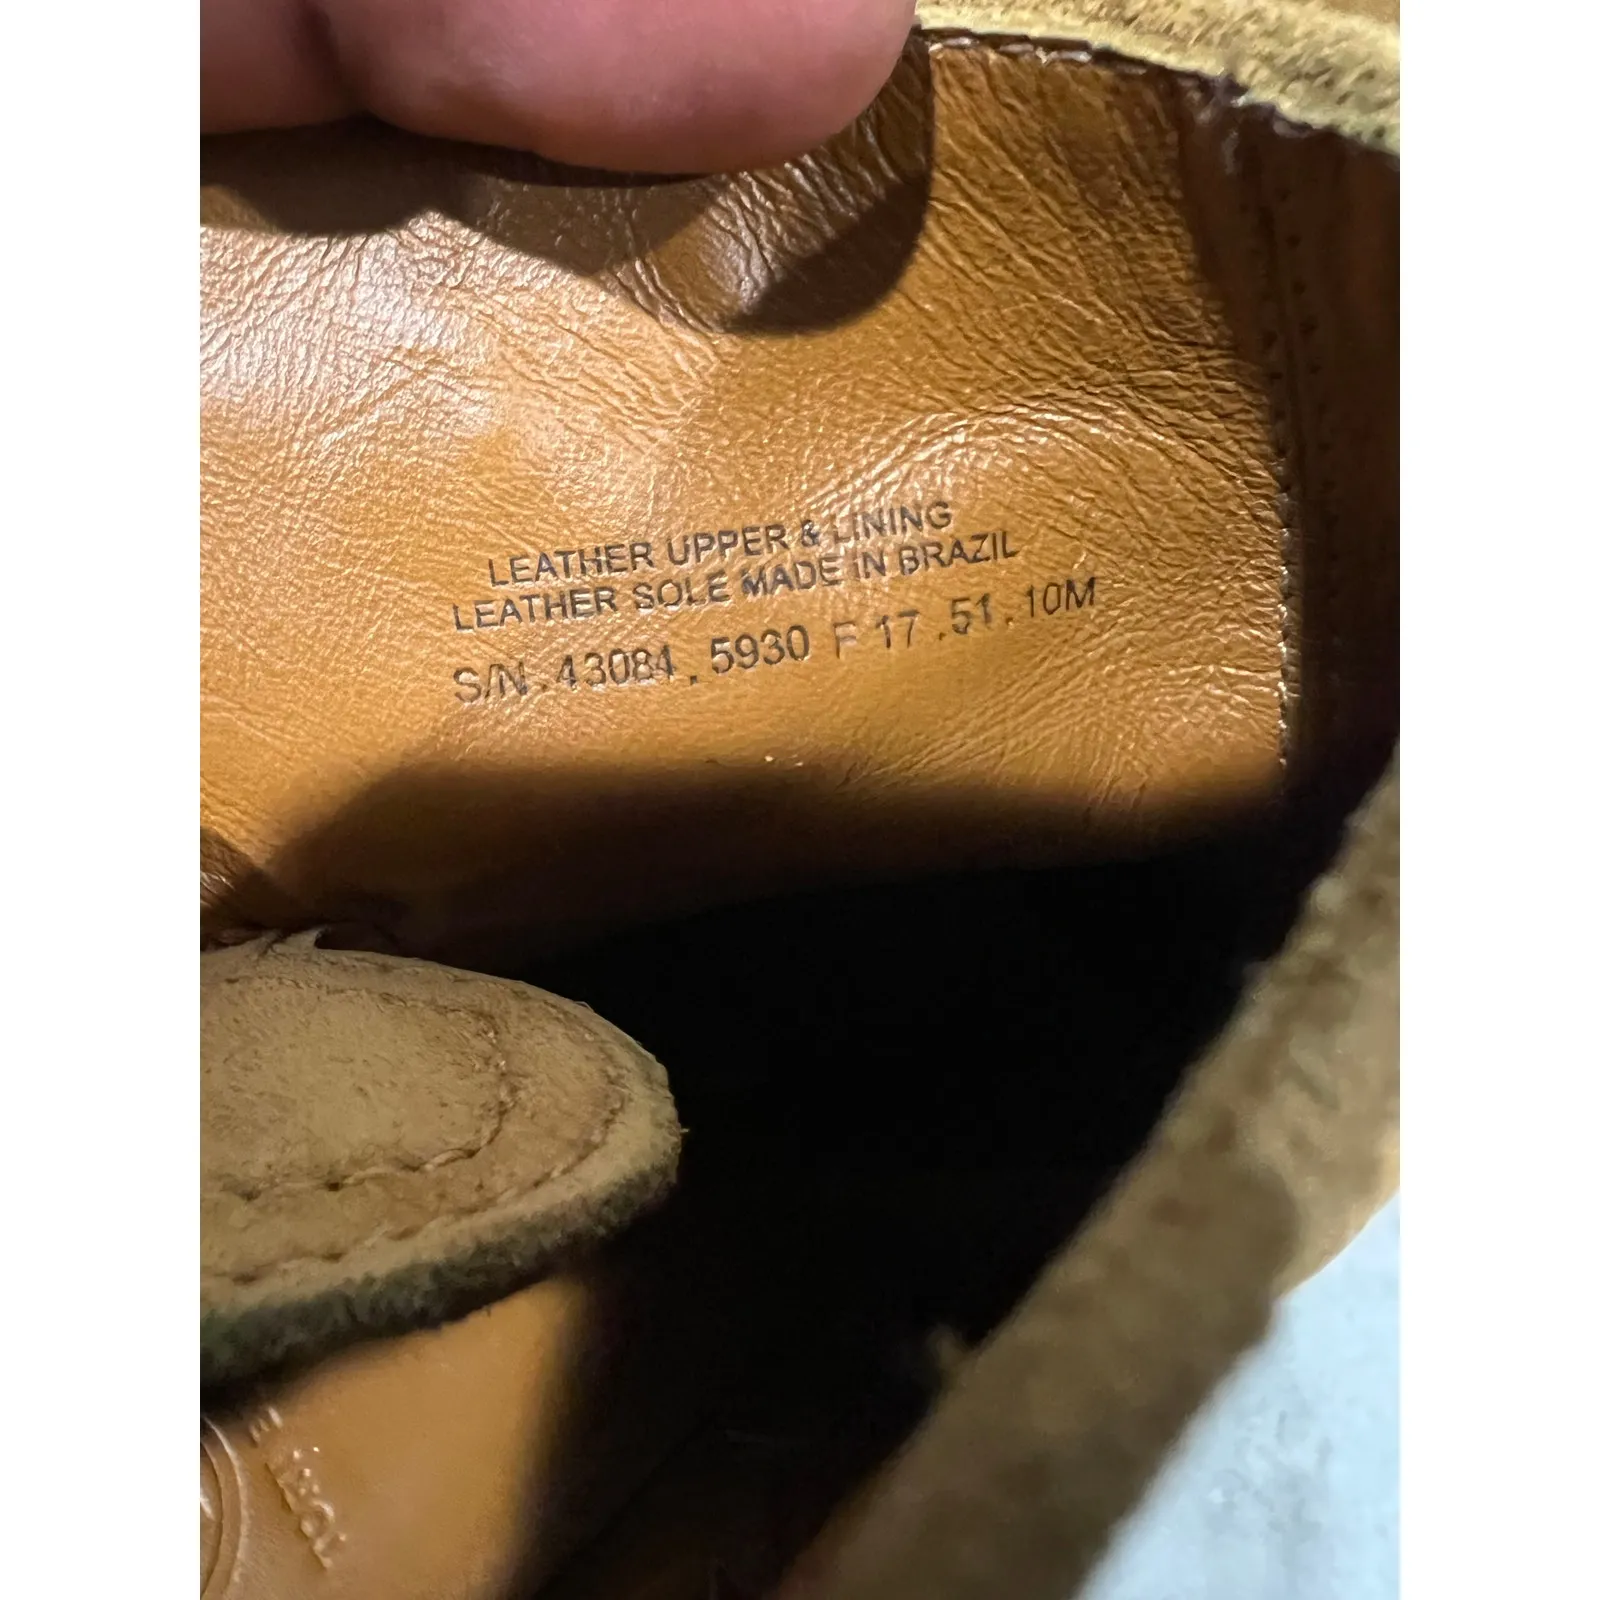 LEATHER UPPER & LINING
LEATHER SOLE MADE IN BRAZIL
S/N. 43084. 5930 F 17.51.10M